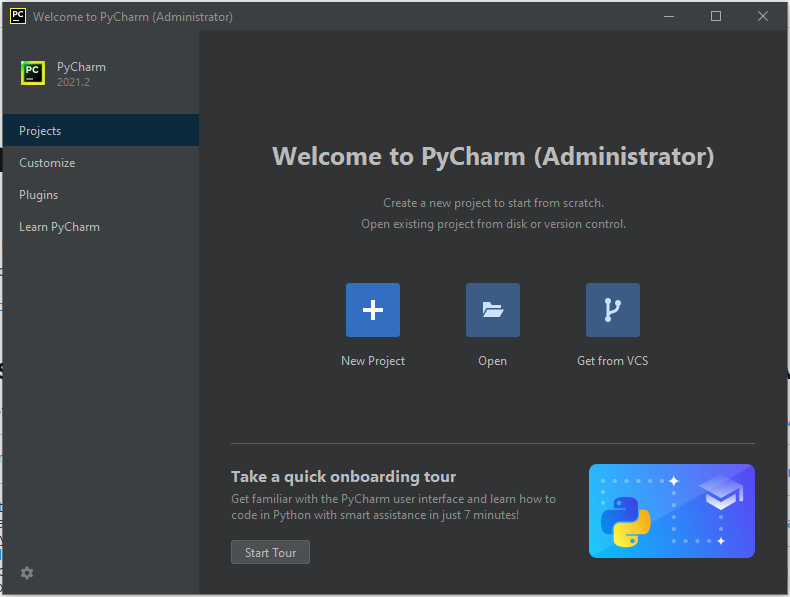 PC Welcome to PyCharm (Administrator)
PC
PyCharm
2021.2
Projects
Customize
Plugins
Learn PyCharm
Welcome to PyCharm (Administrator)
Create a new project to start from scratch.
Open existing project from disk or version control.
New Project
Open
Get from VCS
Take a quick onboarding tour
Get familiar with the PyCharm user interface and learn how to
code in Python with smart assistance in just 7 minutes!
Start Tour